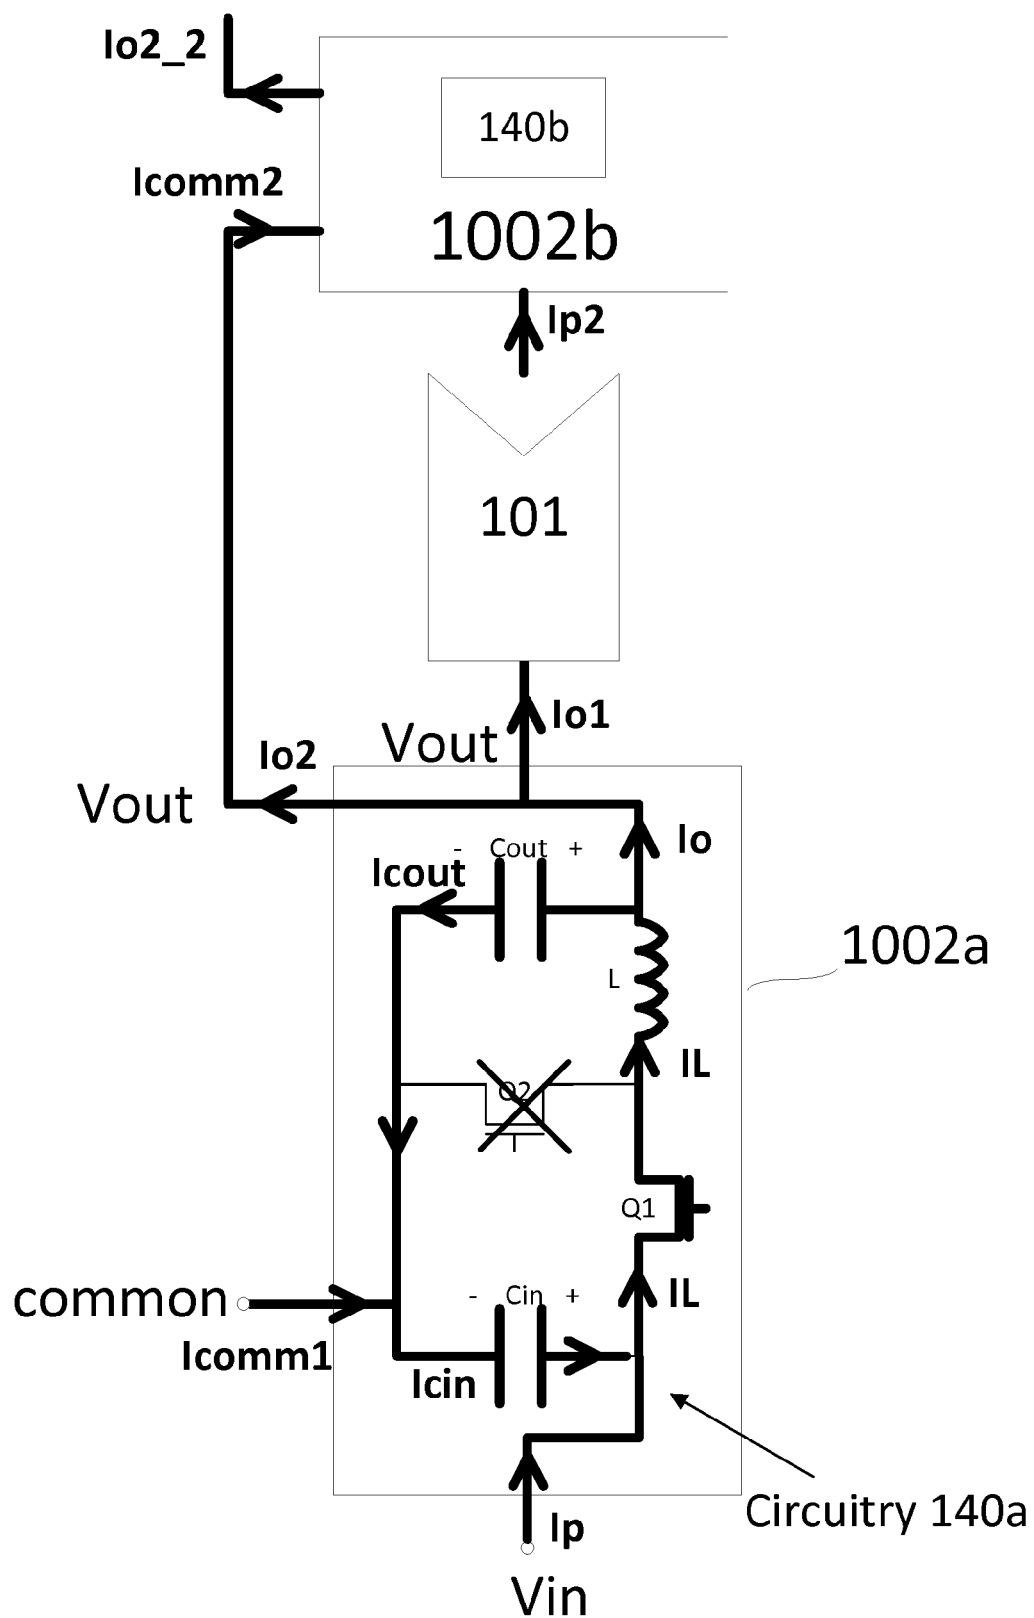 Io2_2
140b
Icomm2
1002b
Ip2
101
Io1
Vout
Io2
Vout
Io
- Cout +
Icout
1002a
L
IL
Q2
Q1
IL
- Cin +
common
Icomm1
Icin
Circuitry 140a
Ip
Vin